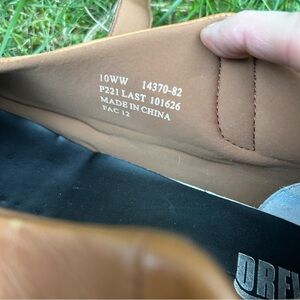 10WW 14370-82
P221 LAST 101626
MADE IN CHINA
FAC 12
DREW